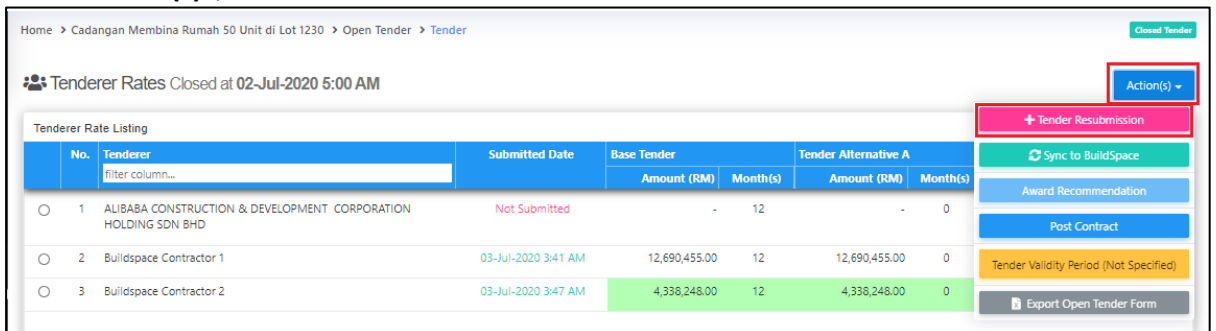 Home > Cadangan Membina Rumah 50 Unit di Lot 1230 > Open Tender > Tender
Closed Tender
Tenderer Rates Closed at 02-Jul-2020 5:00 AM
Action(s)
+ Tender Resubmission
Sync to BuildSpace
Award Recommendation
Post Contract
Tender Validity Period (Not Specified)
Export Open Tender Form
Tenderer Rate Listing
No. Tenderer Submitted Date Base Tender Tender Alternative A
filter column...
Amount (RM) Month(s) Amount (RM) Month(s)
1 ALIBABA CONSTRUCTION & DEVELOPMENT CORPORATION Not Submitted - 12 - 0
HOLDING SDN BHD
2 Buildspace Contractor 1 03-Jul-2020 3:41 AM 12,690,455.00 12 12,690,455.00 0
3 Buildspace Contractor 2 03-Jul-2020 3:47 AM 4,338,248.00 12 4,338,248.00 0